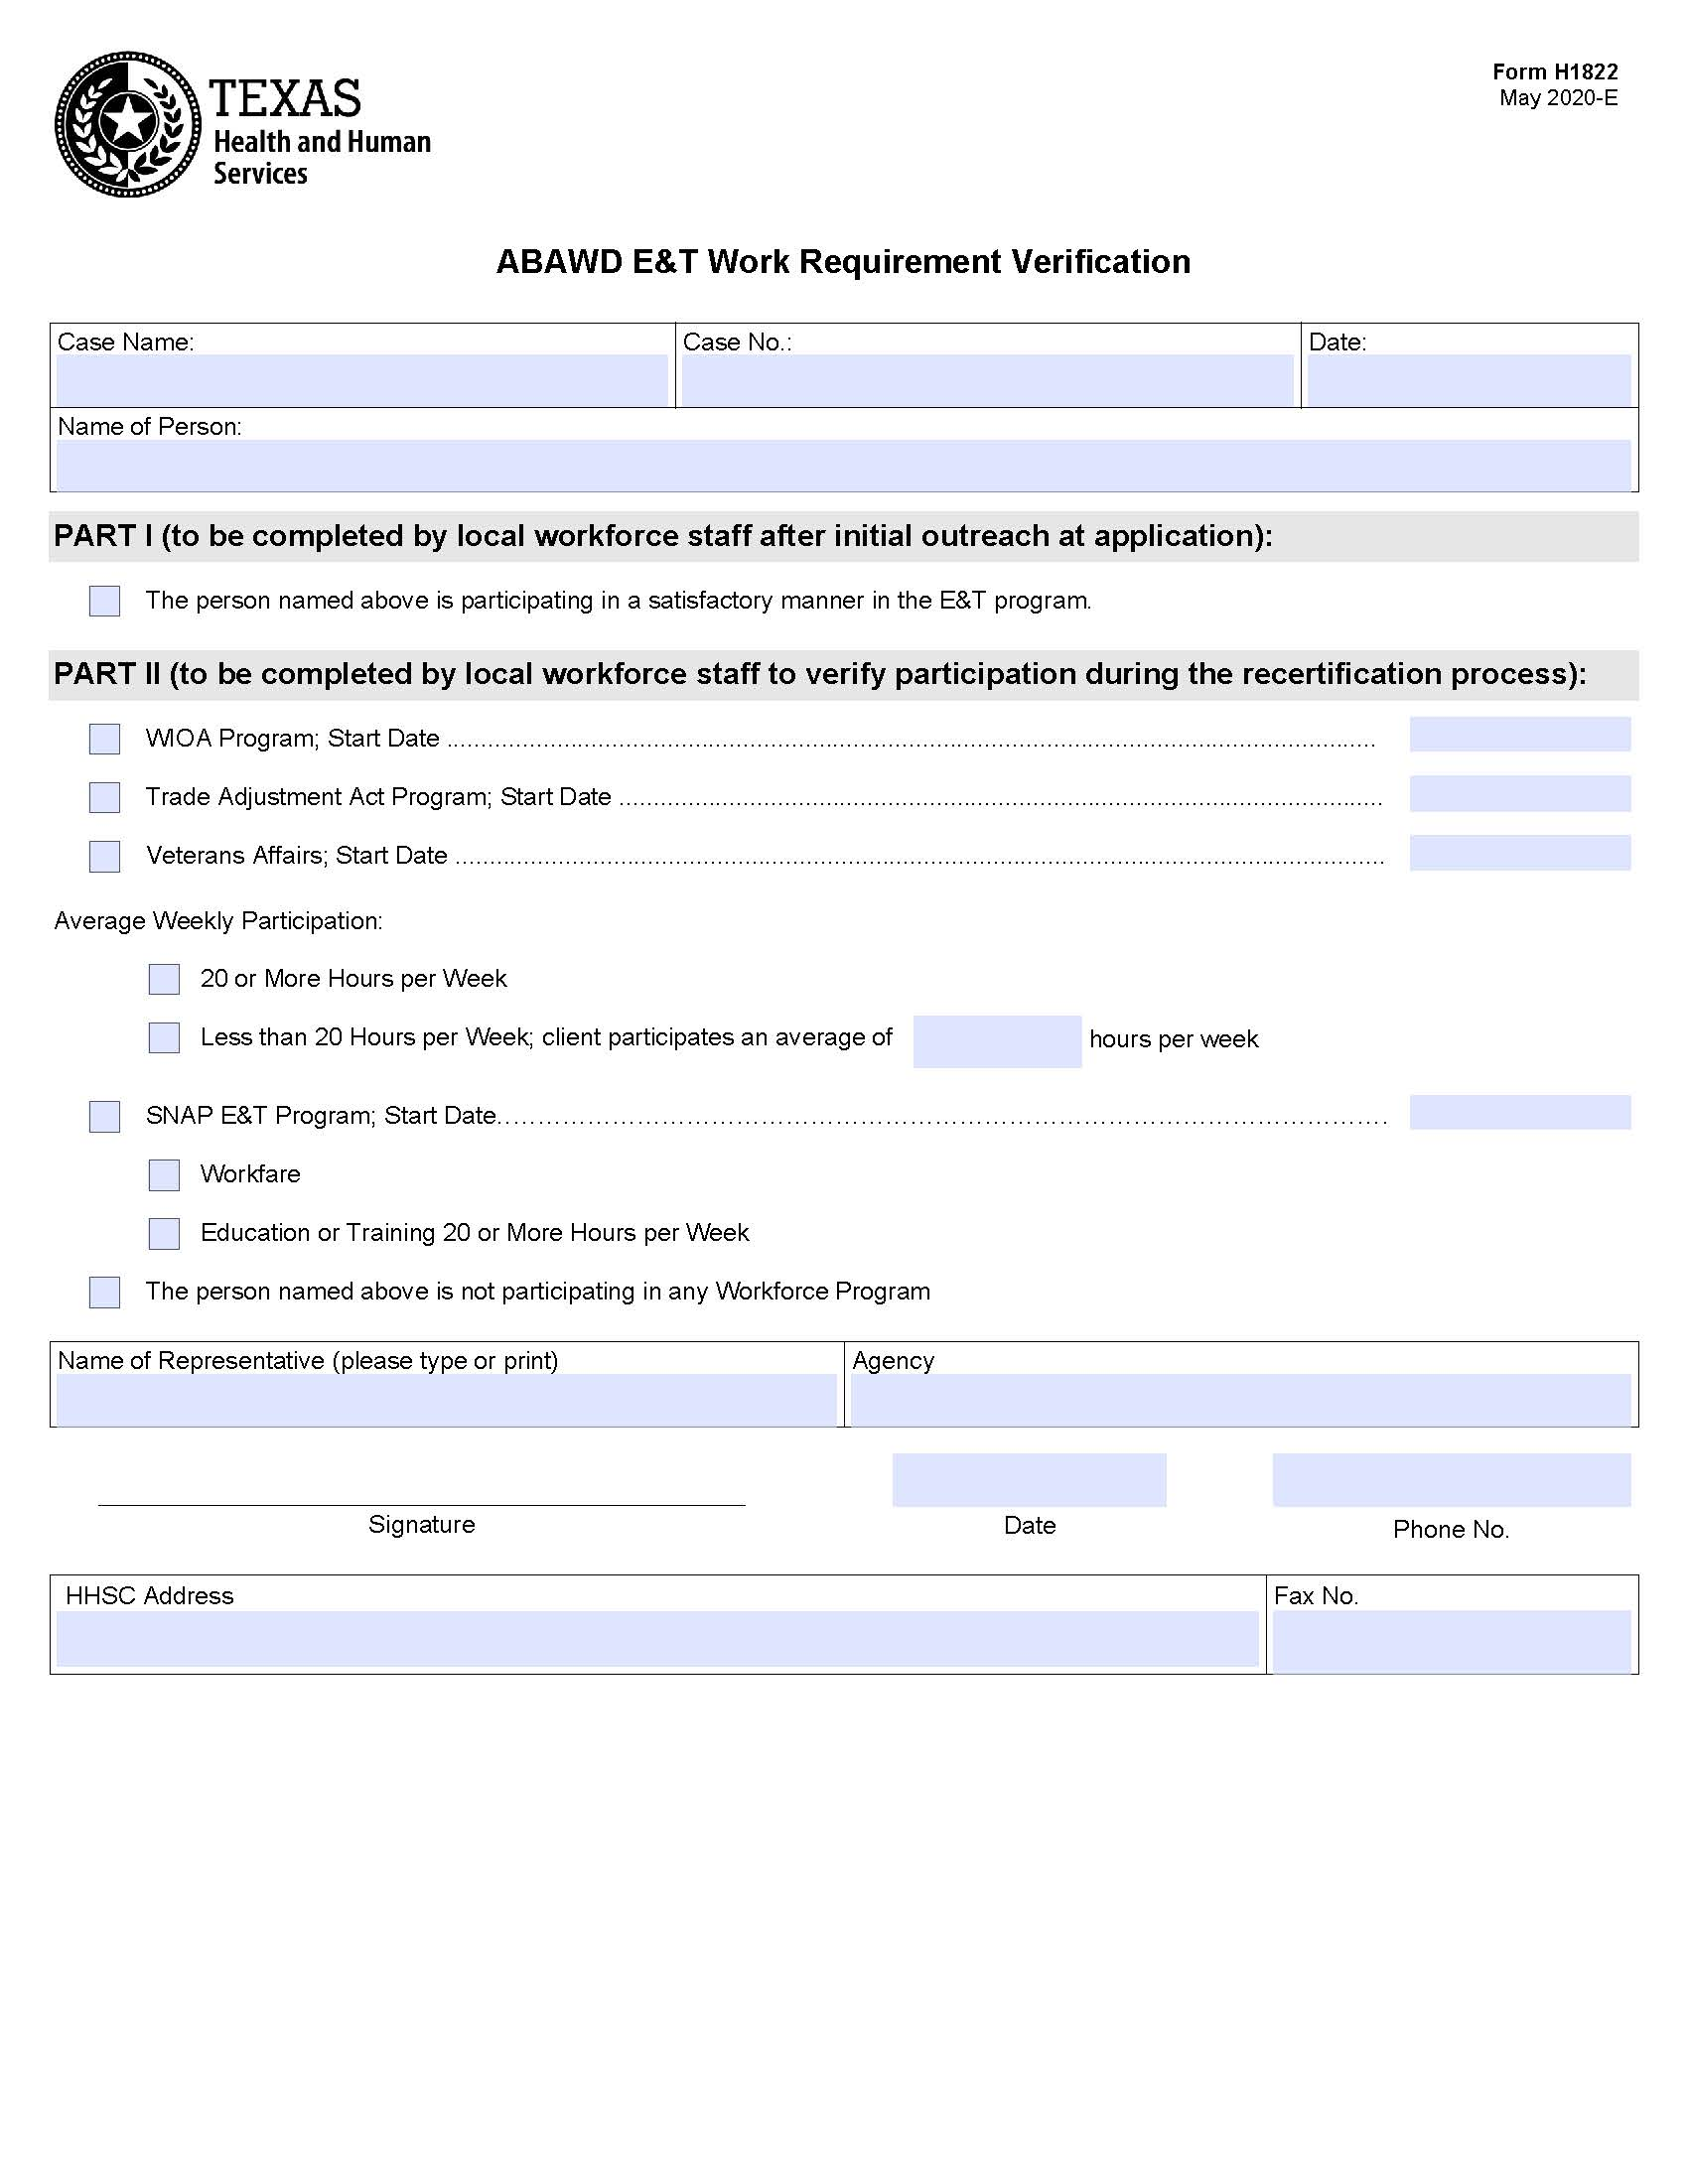 TEXAS
Health and Human
Services
Form H1822
May 2020-E
ABAWD E&T Work Requirement Verification
Case Name:
Case No.:
Date:
Name of Person:
PART I (to be completed by local workforce staff after initial outreach at application):
The person named above is participating in a satisfactory manner in the E&T program.
PART II (to be completed by local workforce staff to verify participation during the recertification process):
WIOA Program; Start Date
Trade Adjustment Act Program; Start Date
Veterans Affairs; Start Date
Average Weekly Participation:
20 or More Hours per Week
Less than 20 Hours per Week; client participates an average of hours per week
SNAP E&T Program; Start Date
Workfare
Education or Training 20 or More Hours per Week
The person named above is not participating in any Workforce Program
Name of Representative (please type or print)
Agency
Signature
Date
Phone No.
HHSC Address
Fax No.